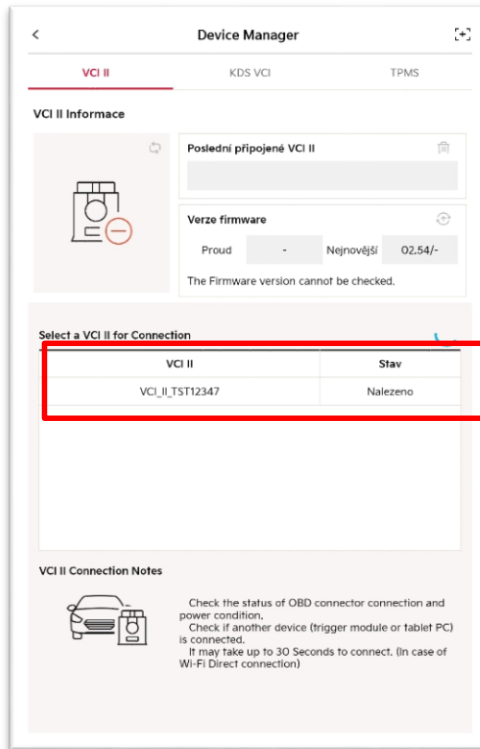 Device Manager
VCI II KDS VCI TPMS
VCI II Informace
Poslední připojené VCI II
Verze firmware
Proud - Nejnovější 02.54/-
The Firmware version cannot be checked.
Select a VCI II for Connection
VCI II Stav
VCI_II_TST12347 Nalezeno
VCI II Connection Notes
Check the status of OBD connector connection and
power condition.
Check if another device (trigger module or tablet PC)
is connected.
It may take up to 30 Seconds to connect. (In case of
Wi-Fi Direct connection)